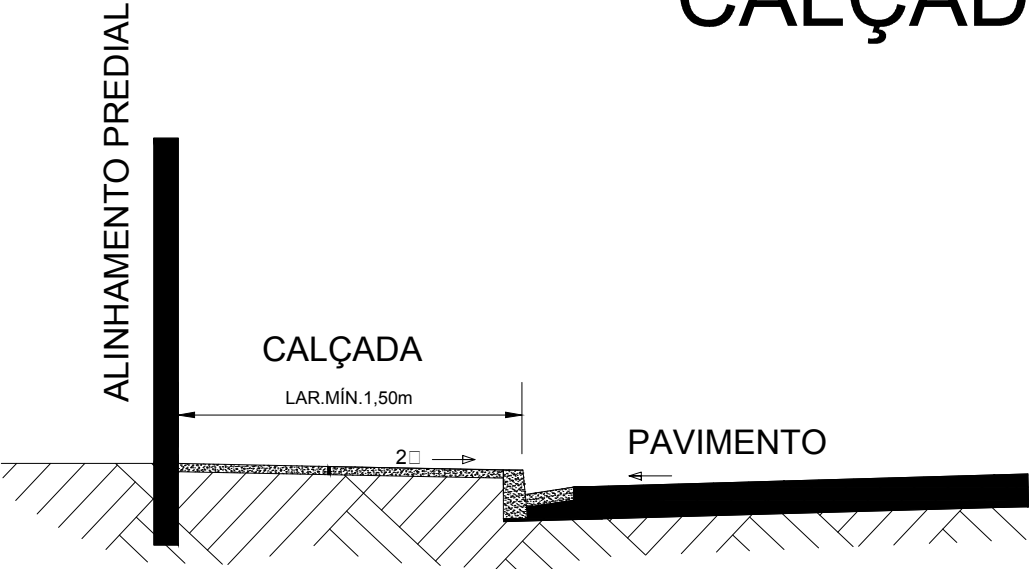 CALÇAD
ALINHAMENTO PREDIAL
CALÇADA
LAR.MÍN.1,50m
PAVIMENTO
2□